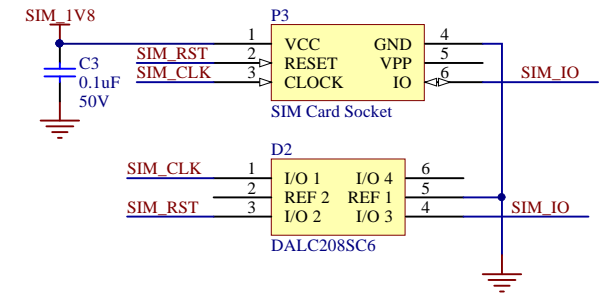 SIM_1V8
C3
0.1uF
50V
P3
1 VCC GND 4
SIM_RST 2 RESET VPP 5
SIM_CLK 3 CLOCK IO 6 SIM_IO
SIM Card Socket
D2
SIM_CLK 1 I/O 1 I/O 4 6
2 REF 2 REF 1 5
SIM_RST 3 I/O 2 I/O 3 4 SIM_IO
DALC208SC6